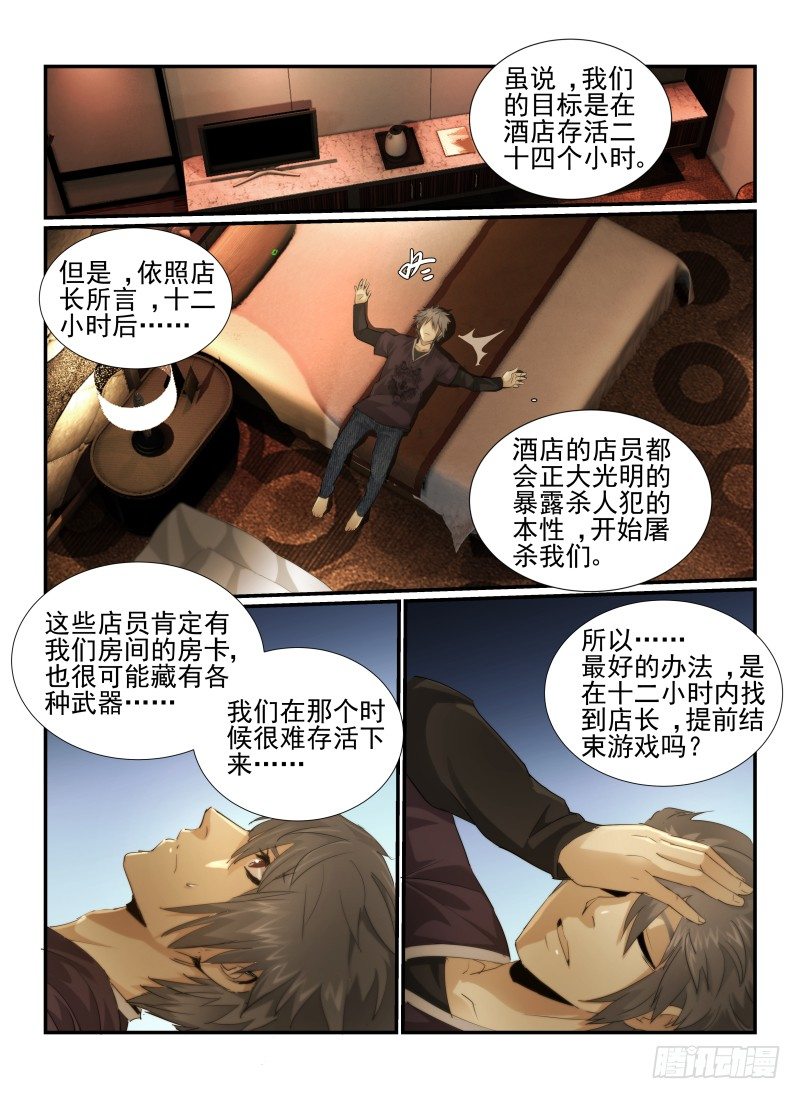 虽说，我们
的目标是在
酒店存活二
十四个小时。
但是，依照店
长所言，十二
小时后……
咚
酒店的店员都
会正大光明的
暴露杀人犯的
本性，开始屠
杀我们。
这些店员肯定有
我们房间的房卡，
也很可能藏有各
种武器……
我们在那个时
候很难存活下
来……
所以……
最好的办法，是
在十二小时内找
到店长，提前结
束游戏吗？
腾讯动漫